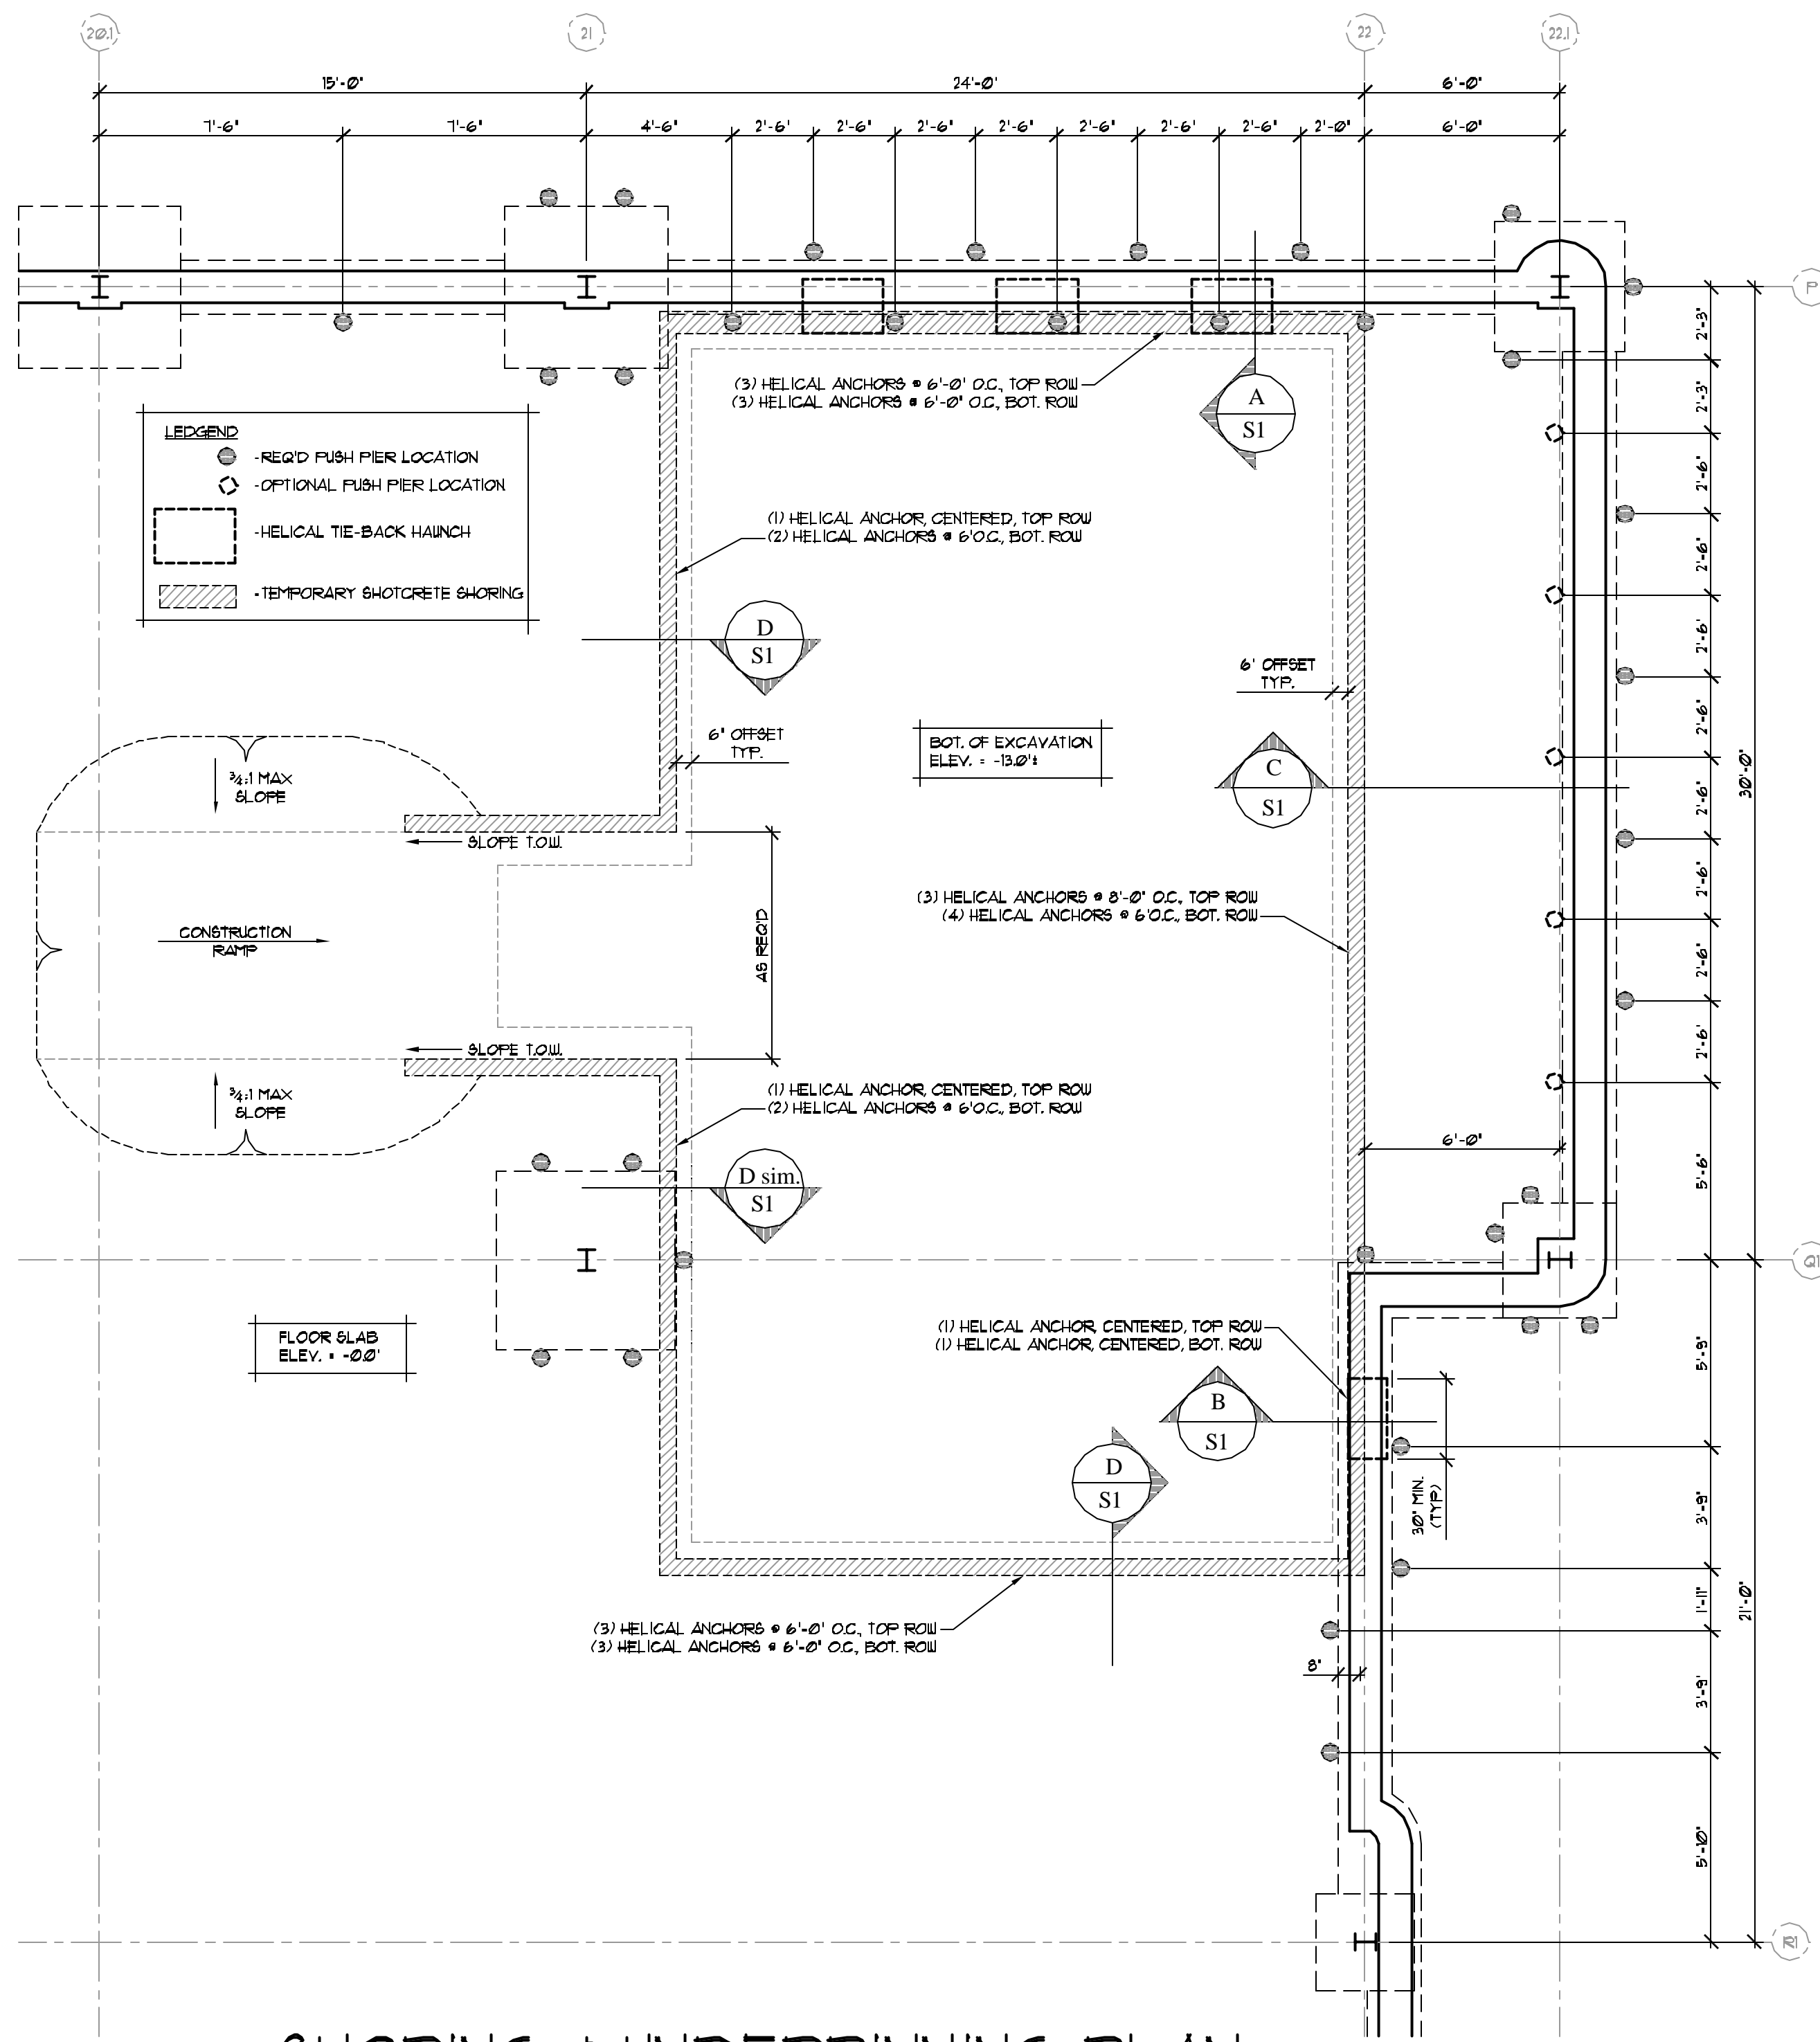 20.1
21
22
22.1
15'-0"
24'-0'
6'-0"
7'-6"
7'-6"
4'-6"
2'-6'
2'-6"
2'-6"
2'-6"
2'-6"
2'-6'
2'-6"
2'-0"
6'-0"
P
2'-3"
2'-3"
2'-6"
2'-6"
2'-6'
2'-6"
2'-6"
2'-6"
2'-6"
2'-6"
5'-6"
30'-0"
(3) HELICAL ANCHORS @ 6'-0' O.C., TOP ROW
(3) HELICAL ANCHORS @ 6'-0" O.C., BOT. ROW
A
S1
LEDGEND
-REQ'D PUSH PIER LOCATION
-OPTIONAL PUSH PIER LOCATION
-HELICAL TIE-BACK HAUNCH
-TEMPORARY SHOTCRETE SHORING
(1) HELICAL ANCHOR, CENTERED, TOP ROW
(2) HELICAL ANCHORS @ 6'O.C., BOT. ROW
D
S1
6' OFFSET
TYP.
6" OFFSET
TYP.
BOT. OF EXCAVATION
ELEV. = -13.0'±
C
S1
¾:1 MAX
SLOPE
SLOPE T.O.W.
CONSTRUCTION
RAMP
AS REQ'D
(3) HELICAL ANCHORS @ 8'-0" O.C., TOP ROW
(4) HELICAL ANCHORS @ 6'O.C., BOT. ROW
SLOPE T.O.W.
¾:1 MAX
SLOPE
(1) HELICAL ANCHOR, CENTERED, TOP ROW
(2) HELICAL ANCHORS @ 6'O.C., BOT. ROW
6'-0"
D sim.
S1
Q1
FLOOR SLAB
ELEV. = -0.0'
(1) HELICAL ANCHOR, CENTERED, TOP ROW
(1) HELICAL ANCHOR, CENTERED, BOT. ROW
B
S1
D
S1
30" MIN.
(TYP)
5'-9"
3'-9"
1'-11"
3'-9'
5'-10"
21'-0"
(3) HELICAL ANCHORS @ 6'-0' O.C., TOP ROW
(3) HELICAL ANCHORS @ 6'-0" O.C., BOT. ROW
8"
R1
SHORING & UNDERPINNING PLAN